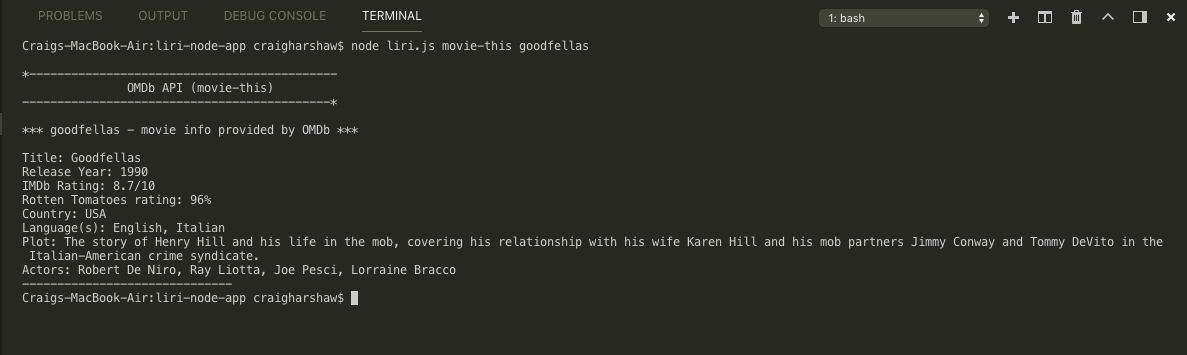 PROBLEMS OUTPUT DEBUG CONSOLE TERMINAL 1: bash
Craigs-MacBook-Air:liri-node-app craigharshaw$ node liri.js movie-this goodfellas
*--------------------------------------------
OMDb API (movie-this)
--------------------------------------------*
*** goodfellas - movie info provided by OMDb ***
Title: Goodfellas
Release Year: 1990
IMDb Rating: 8.7/10
Rotten Tomatoes rating: 96%
Country: USA
Language(s): English, Italian
Plot: The story of Henry Hill and his life in the mob, covering his relationship with his wife Karen Hill and his mob partners Jimmy Conway and Tommy DeVito in the
Italian-American crime syndicate.
Actors: Robert De Niro, Ray Liotta, Joe Pesci, Lorraine Bracco
------------------------------
Craigs-MacBook-Air:liri-node-app craigharshaw$